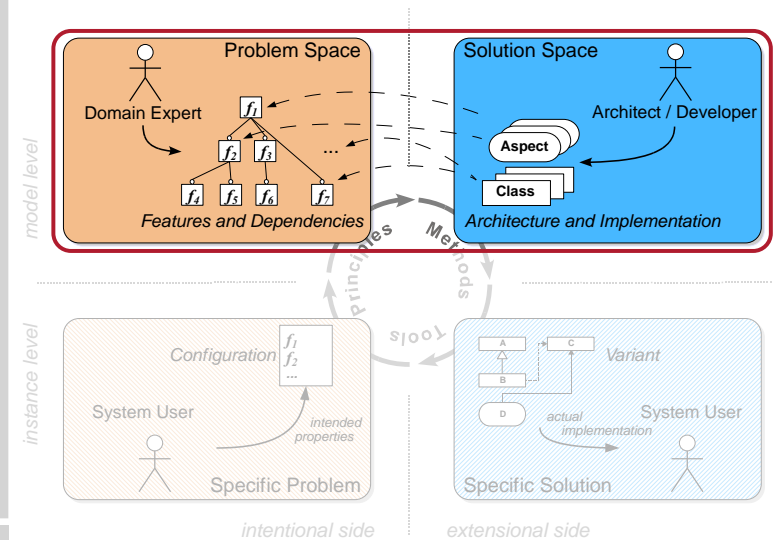 Problem Space
Solution Space
Domain Expert
Architect / Developer
f1
f2
f3
...
f4
f5
f6
f7
Aspect
Class
Features and Dependencies
Architecture and Implementation
model level
Principles
Methods
Tools
instance level
Configuration
f1
f2
...
System User
intended
properties
Specific Problem
A
C
B
D
Variant
actual
implementation
System User
Specific Solution
intentional side
extensional side